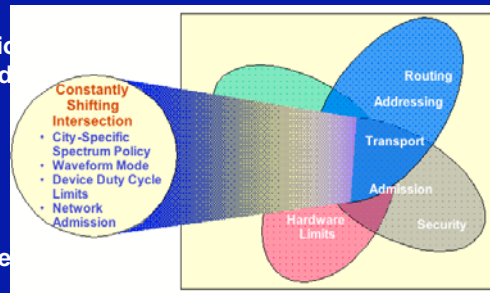 Constantly
Shifting
Intersection
• City-Specific
Spectrum Policy
• Waveform Mode
• Device Duty Cycle
Limits
• Network
Admission
Routing
Addressing
Transport
Admission
Security
Hardware
Limits